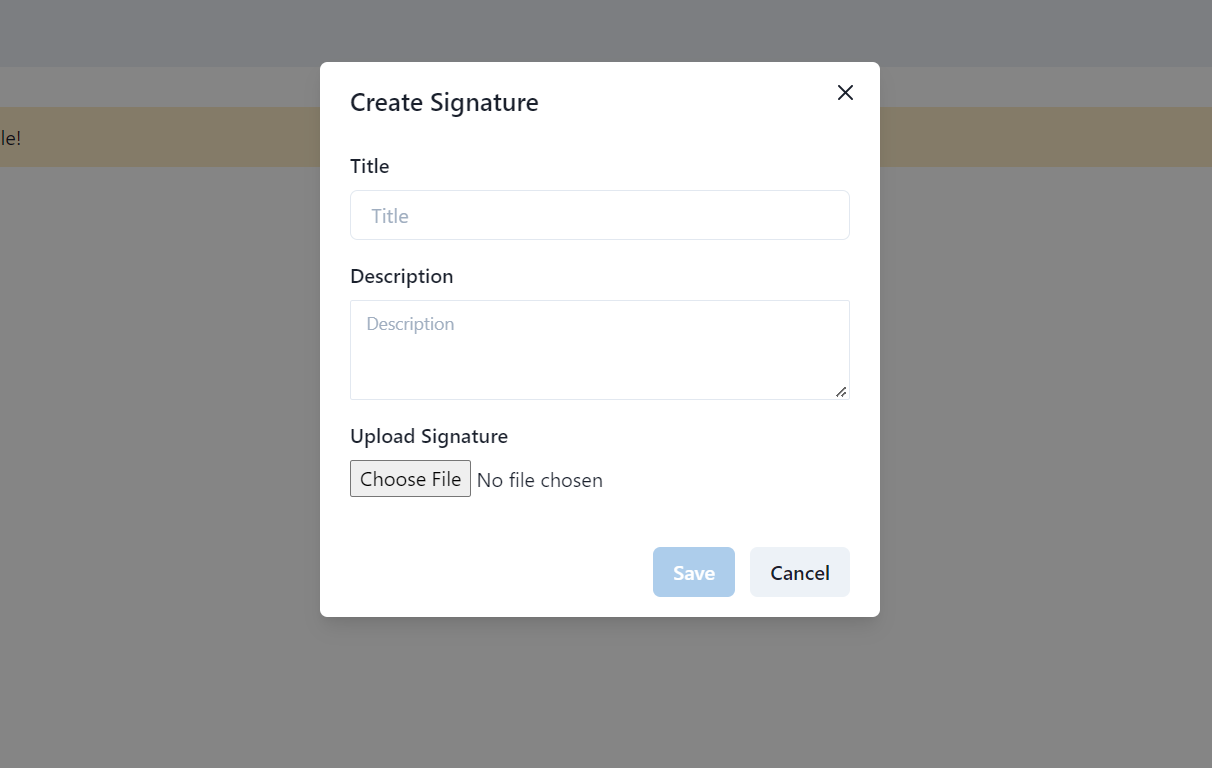 Create Signature
le!
Title
Title
Description
Description
Upload Signature
Choose File No file chosen
Save Cancel